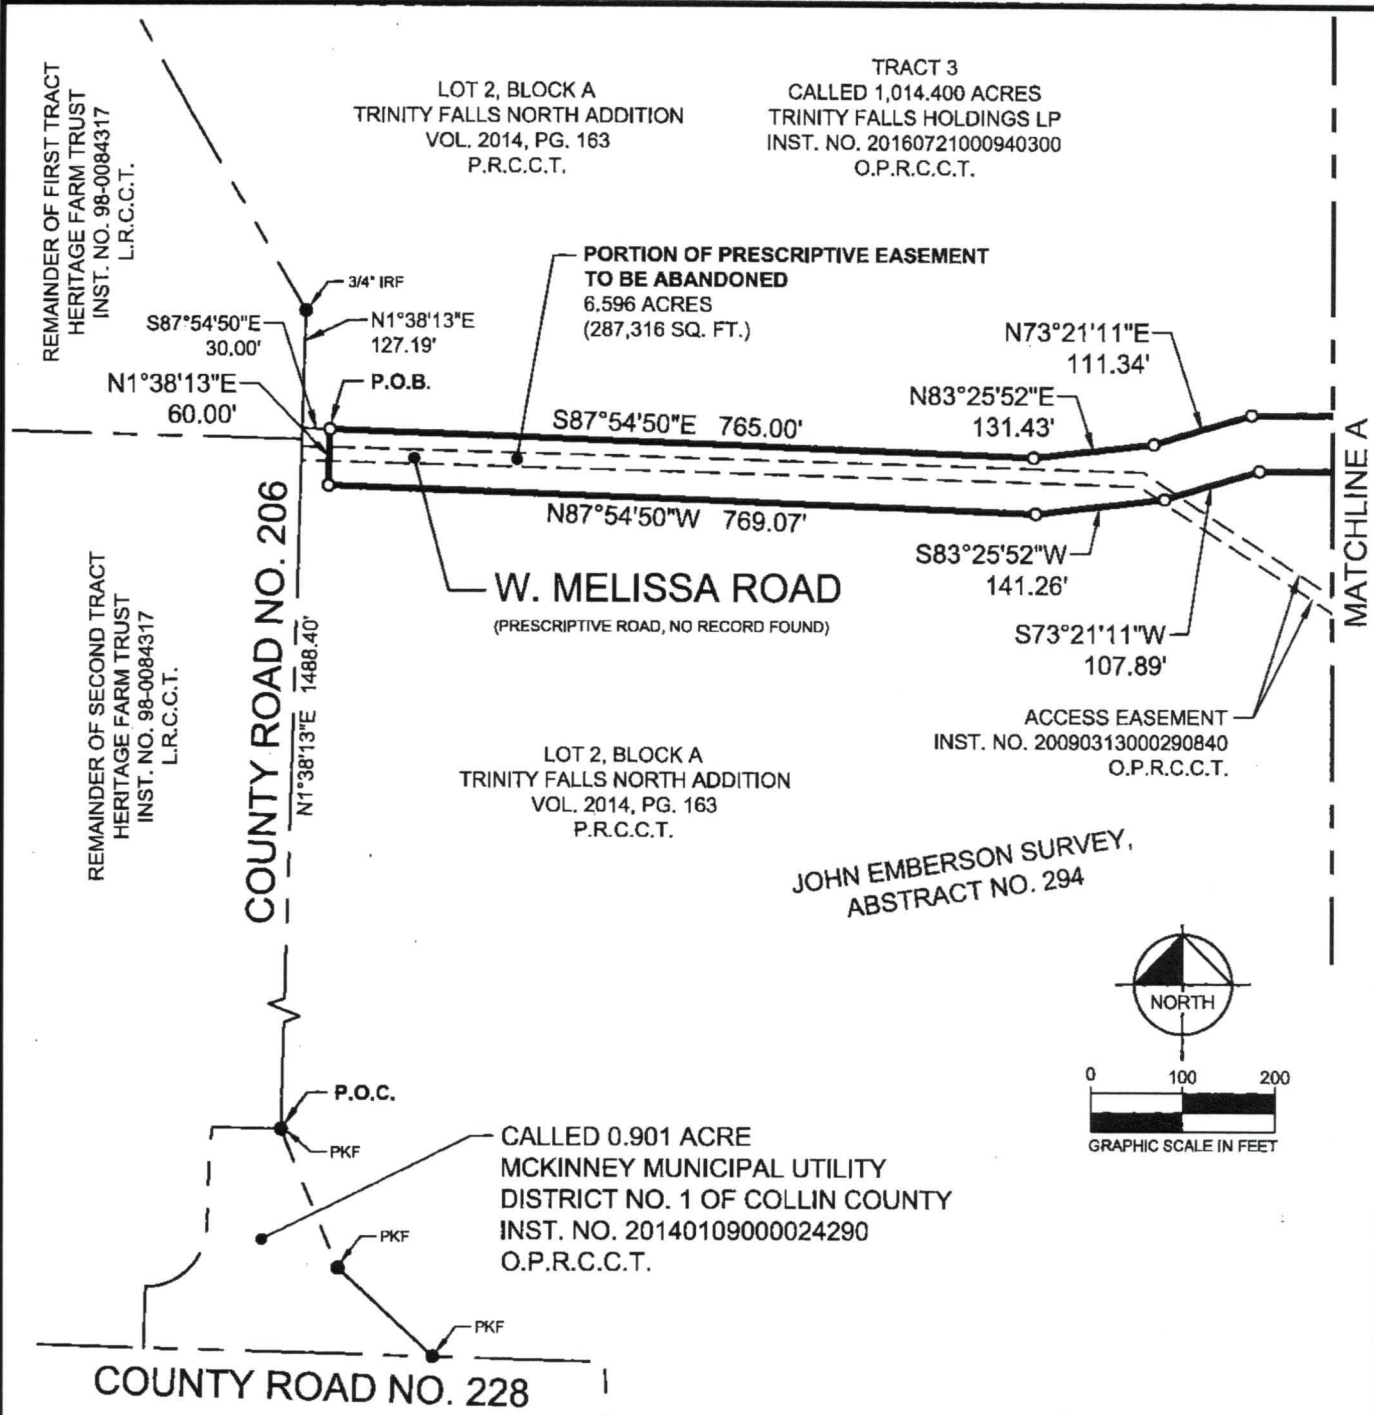 REMAINDER OF FIRST TRACT
HERITAGE FARM TRUST
INST. NO. 98-0084317
L.R.C.C.T.
LOT 2, BLOCK A
TRINITY FALLS NORTH ADDITION
VOL. 2014, PG. 163
P.R.C.C.T.
TRACT 3
CALLED 1,014.400 ACRES
TRINITY FALLS HOLDINGS LP
INST. NO. 20160721000940300
O.P.R.C.C.T.
PORTION OF PRESCRIPTIVE EASEMENT
TO BE ABANDONED
6.596 ACRES
(287,316 SQ. FT.)
3/4" IRF
S87°54'50"E
30.00'
N1°38'13"E
127.19'
N1°38'13"E
60.00'
P.O.B.
S87°54'50"E 765.00'
N83°25'52"E
131.43'
N73°21'11"E
111.34'
MATCHLINE A
N87°54'50"W 769.07'
S83°25'52"W
141.26'
S73°21'11"W
107.89'
W. MELISSA ROAD
(PRESCRIPTIVE ROAD, NO RECORD FOUND)
ACCESS EASEMENT
INST. NO. 20090313000290840
O.P.R.C.C.T.
REMAINDER OF SECOND TRACT
HERITAGE FARM TRUST
INST. NO. 98-0084317
L.R.C.C.T.
COUNTY ROAD NO. 206
N1°38'13"E 1488.40'
LOT 2, BLOCK A
TRINITY FALLS NORTH ADDITION
VOL. 2014, PG. 163
P.R.C.C.T.
JOHN EMBERSON SURVEY,
ABSTRACT NO. 294
NORTH
0 100 200
GRAPHIC SCALE IN FEET
P.O.C.
PKF
CALLED 0.901 ACRE
MCKINNEY MUNICIPAL UTILITY
DISTRICT NO. 1 OF COLLIN COUNTY
INST. NO. 20140109000024290
O.P.R.C.C.T.
PKF
PKF
COUNTY ROAD NO. 228